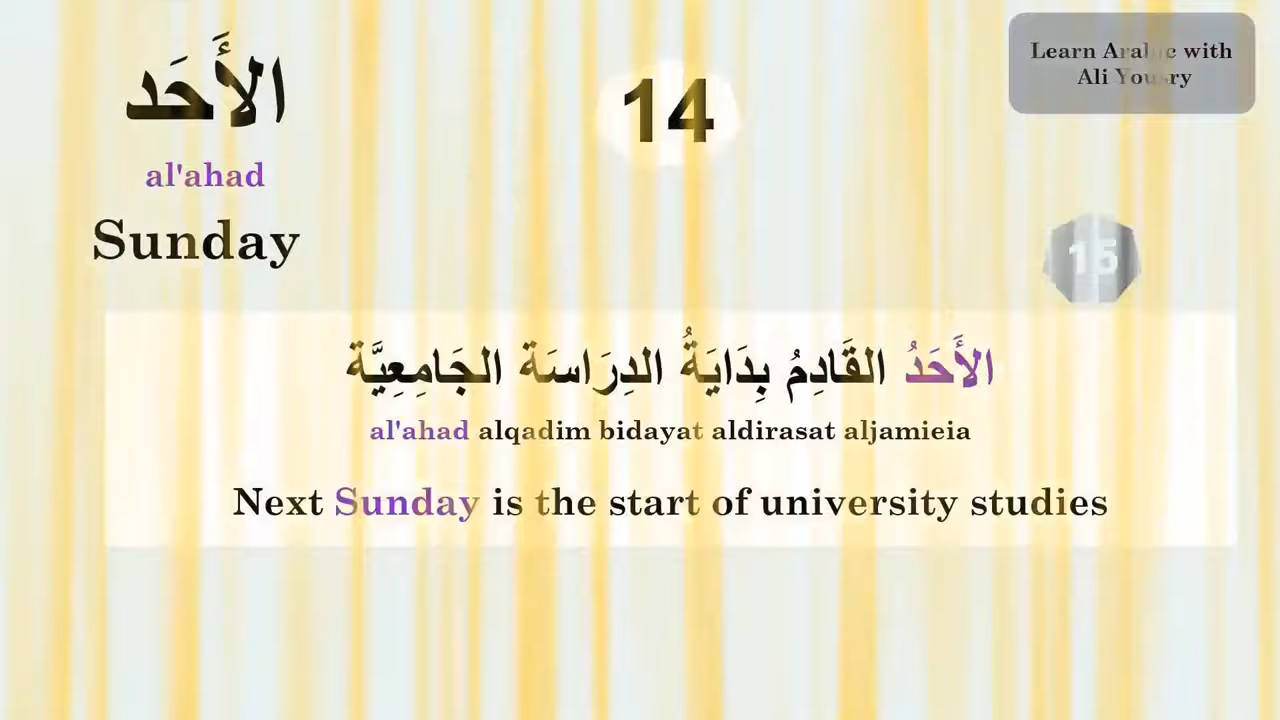 الأَحَد
al'ahad
Sunday
14
Learn Arabic with
Ali Yousry
15
الأَحَدُ القَادِمُ بِدَايَةُ الدِرَاسَة الجَامِعِيَّة
al'ahad alqadim bidayat aldirasat aljamieia
Next Sunday is the start of university studies